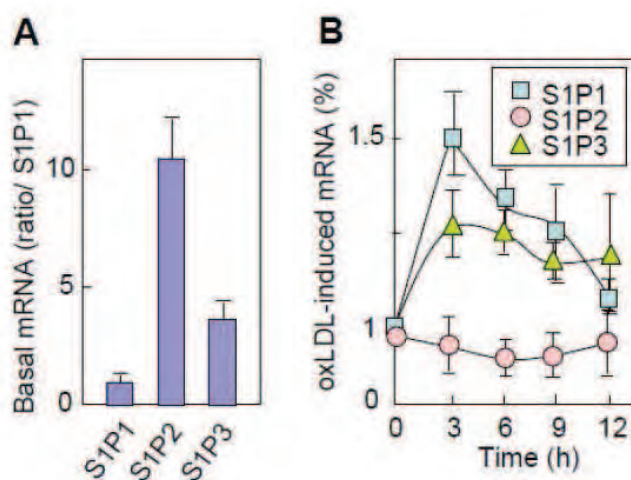 A
Basal mRNA (ratio/ S1P1)
10
5
0
S1P1
S1P2
S1P3
B
oxLDL-induced mRNA (%)
1.5
1
0
S1P1
S1P2
S1P3
0 3 6 9 12
Time (h)